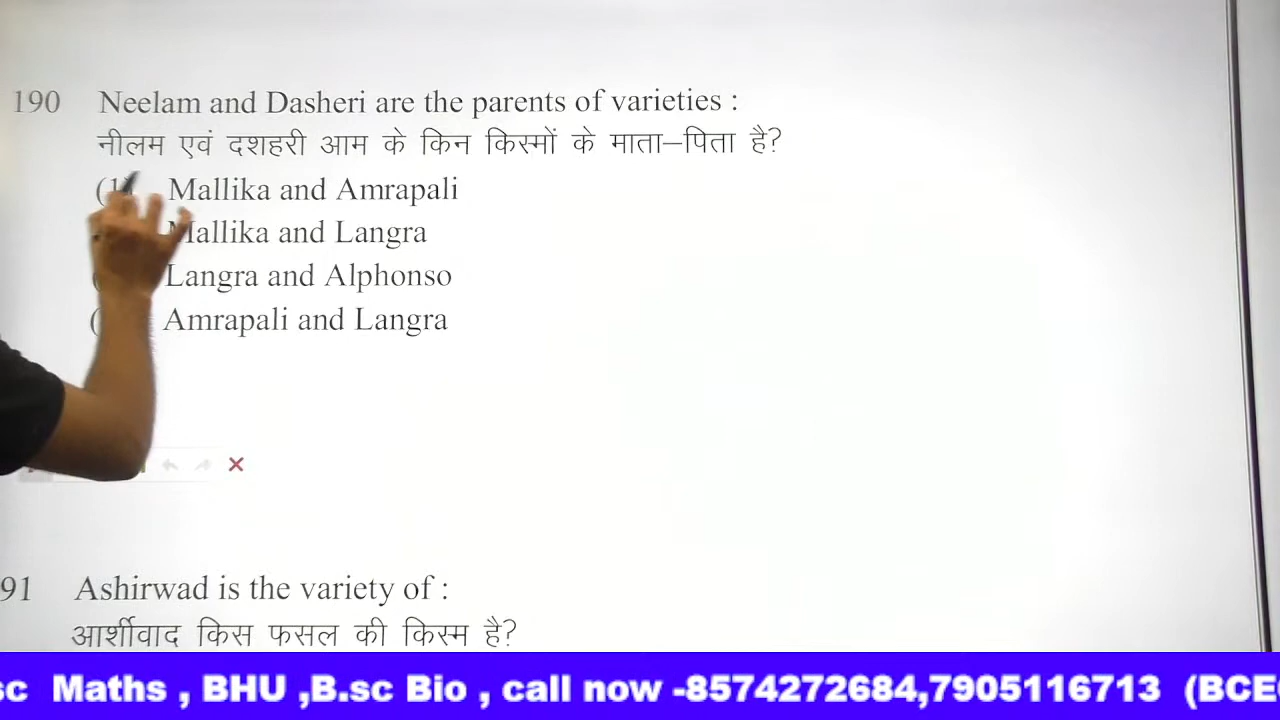 190 Neelam and Dasheri are the parents of varieties :
नीलम एवं दशहरी आम के किन किस्मों के माता–पिता है?
(1) Mallika and Amrapali
Mallika and Langra
Langra and Alphonso
( Amrapali and Langra
91 Ashirwad is the variety of :
आर्शीवाद किस फसल की किस्म है?
sc Maths , BHU ,B.sc Bio , call now -8574272684,7905116713 (BCE